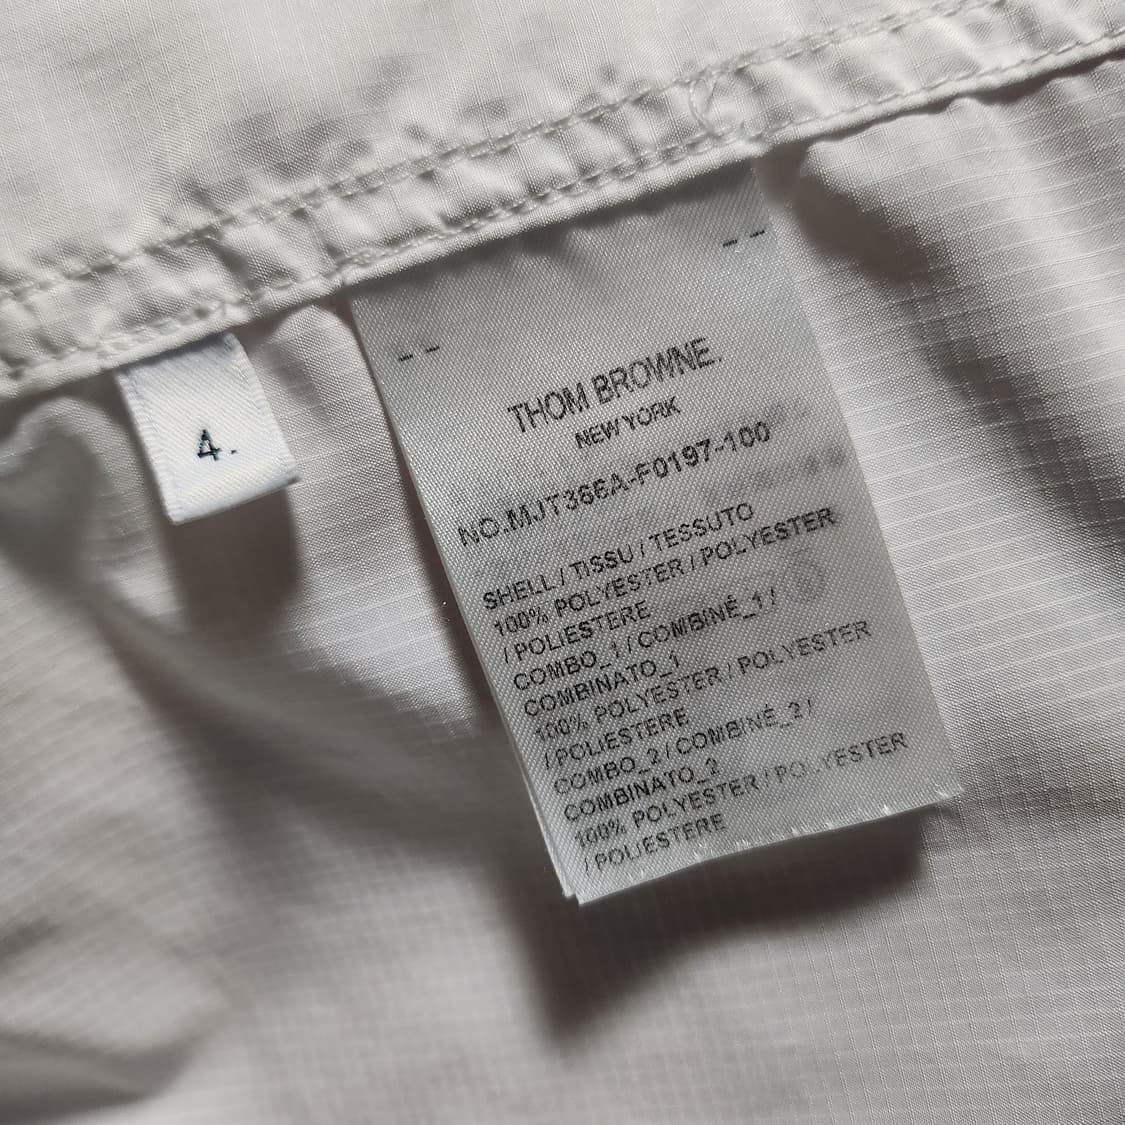 4.
THOM BROWNE.
NEW YORK
NO.MJT366A-F0197-100
SHELL / TISSU / TESSUTO
100% POLYESTER / POLYESTER
/ POLIESTERE
COMBO_1 / COMBINÉ_1 /
COMBINATO_1
100% POLYESTER / POLYESTER
/ POLIESTERE
COMBO_2 / COMBINÉ_2 /
COMBINATO_2
100% POLYESTER / POLYESTER
/ POLIESTERE